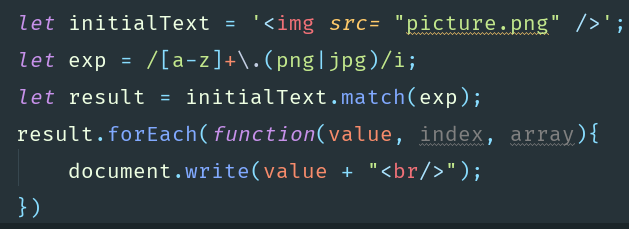 let initialText = '<img src= "picture.png" />';
let exp = /[a-z]+\.(png|jpg)/i;
let result = initialText.match(exp);
result.forEach(function(value, index, array){
    document.write(value + "<br/>");
})